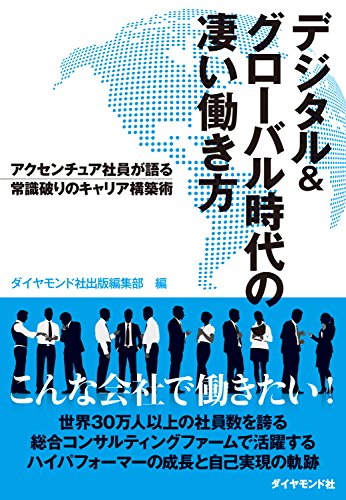 デジタル&
グローバル時代の
凄い働き方
アクセンチュア社員が語る
常識破りのキャリア構築術
ダイヤモンド社出版編集部 編
こんな会社で働きたい!
世界30万人以上の社員数を誇る
総合コンサルティングファームで活躍する
ハイパフォーマーの成長と自己実現の軌跡
ダイヤモンド社